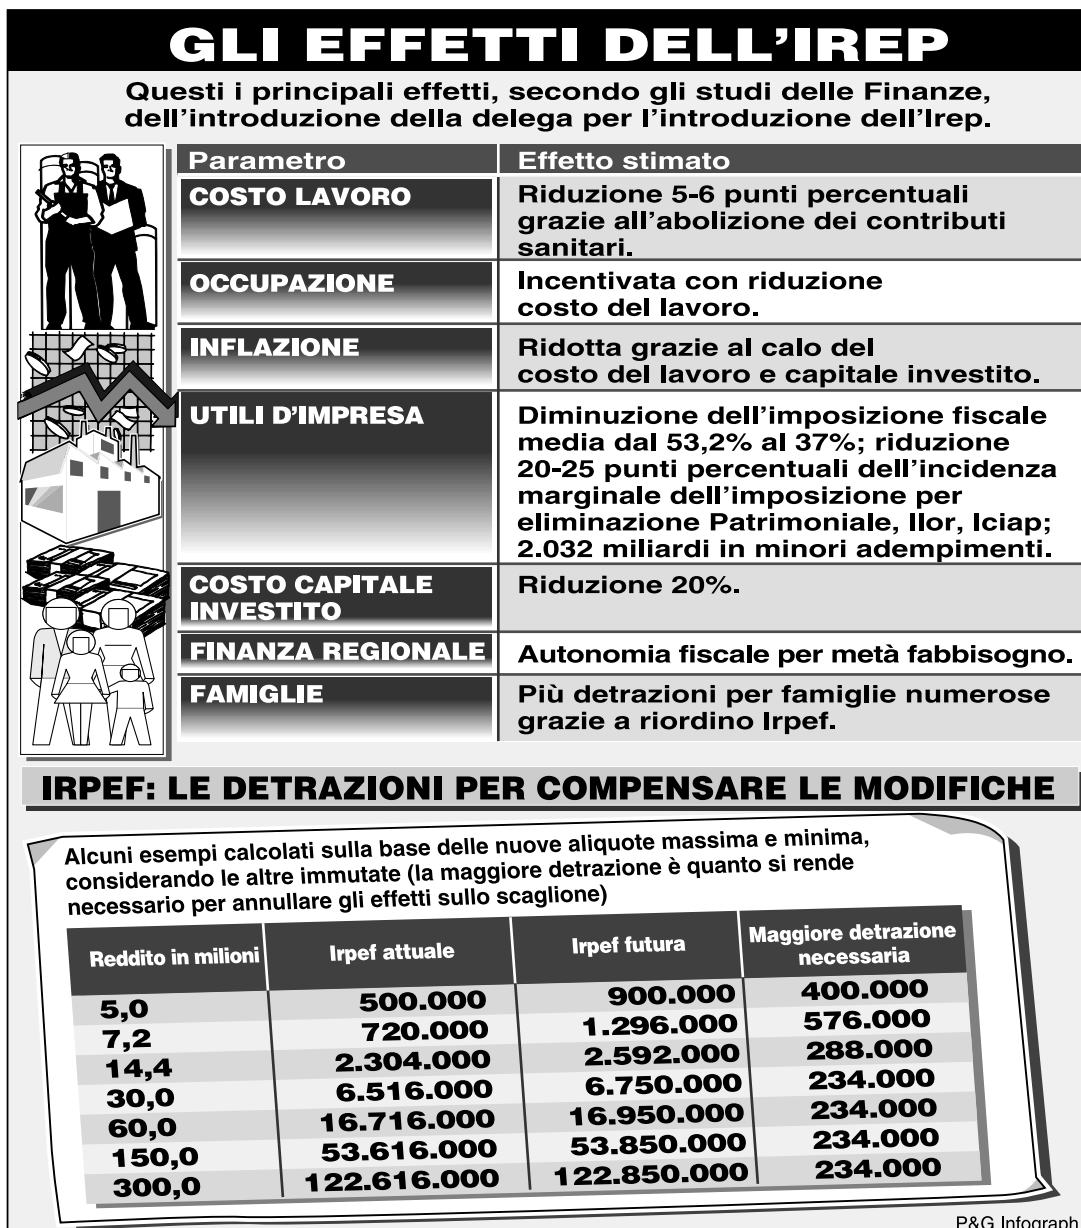 GLI EFFETTI DELL'IREP
Questi i principali effetti, secondo gli studi delle Finanze,
dell'introduzione della delega per l'introduzione dell'Irep.
Parametro Effetto stimato
COSTO LAVORO Riduzione 5-6 punti percentuali
grazie all'abolizione dei contributi
sanitari.
OCCUPAZIONE Incentivata con riduzione
costo del lavoro.
INFLAZIONE Ridotta grazie al calo del
costo del lavoro e capitale investito.
UTILI D'IMPRESA Diminuzione dell'imposizione fiscale
media dal 53,2% al 37%; riduzione
20-25 punti percentuali dell'incidenza
marginale dell'imposizione per
eliminazione Patrimoniale, Ilor, Iciap;
2.032 miliardi in minori adempimenti.
COSTO CAPITALE Riduzione 20%.
INVESTITO
FINANZA REGIONALE Autonomia fiscale per metà fabbisogno.
FAMIGLIE Più detrazioni per famiglie numerose
grazie a riordino Irpef.
IRPEF: LE DETRAZIONI PER COMPENSARE LE MODIFICHE
Alcuni esempi calcolati sulla base delle nuove aliquote massima e minima,
considerando le altre immutate (la maggiore detrazione è quanto si rende
necessario per annullare gli effetti sullo scaglione)
Reddito in milioni Irpef attuale Irpef futura Maggiore detrazione
necessaria
5,0 500.000 900.000 400.000
7,2 720.000 1.296.000 576.000
14,4 2.304.000 2.592.000 288.000
30,0 6.516.000 6.750.000 234.000
60,0 16.716.000 16.950.000 234.000
150,0 53.616.000 53.850.000 234.000
300,0 122.616.000 122.850.000 234.000
P&G Infograph